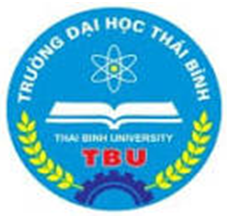 TRƯỜNG ĐẠI HỌC THÁI BÌNH
THAI BINH UNIVERSITY
TBU